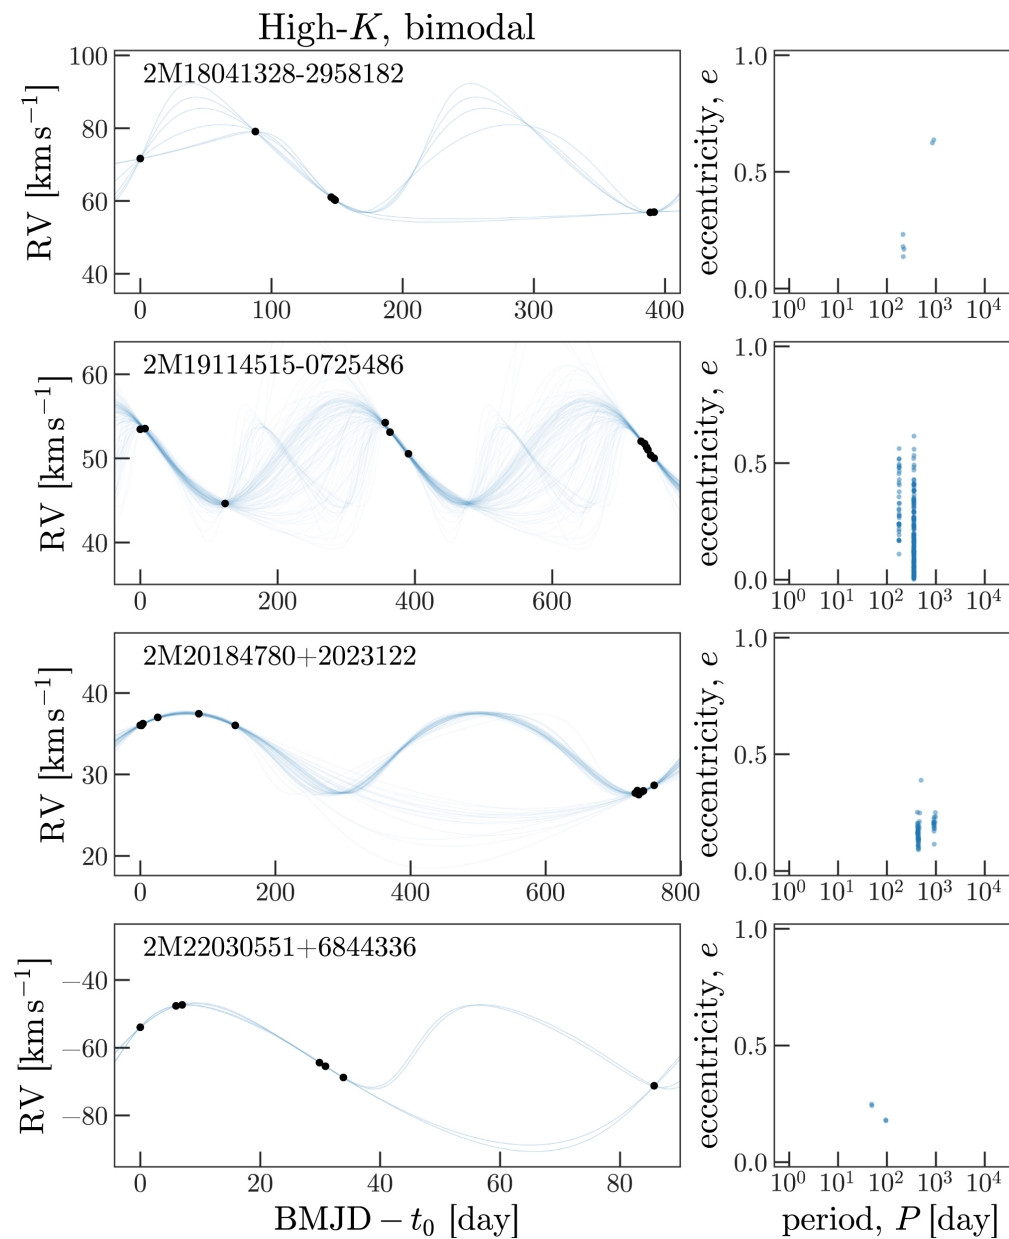 High-K, bimodal
2M18041328-2958182
RV [km s⁻¹]
100
80
60
40
0 100 200 300 400
eccentricity, e
1.0
0.5
0.0
10⁰ 10¹ 10² 10³ 10⁴
2M19114515-0725486
RV [km s⁻¹]
60
50
40
0 200 400 600
eccentricity, e
1.0
0.5
0.0
10⁰ 10¹ 10² 10³ 10⁴
2M20184780+2023122
RV [km s⁻¹]
40
30
20
0 200 400 600 800
eccentricity, e
1.0
0.5
0.0
10⁰ 10¹ 10² 10³ 10⁴
2M22030551+6844336
RV [km s⁻¹]
−40
−60
−80
0 20 40 60 80
BMJD − t₀ [day]
eccentricity, e
1.0
0.5
0.0
10⁰ 10¹ 10² 10³ 10⁴
period, P [day]